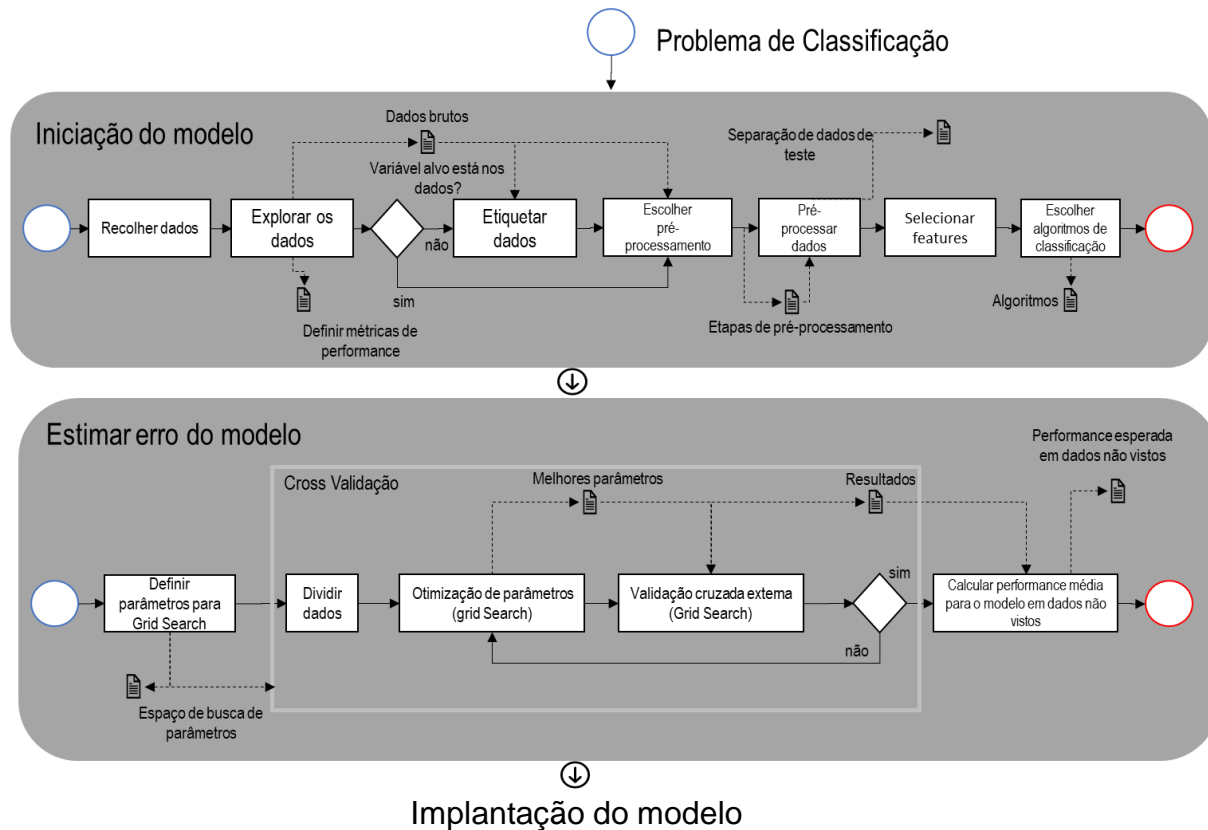 Problema de Classificação
Iniciação do modelo
Dados brutos
Separação de dados de
teste
Variável alvo está nos
dados?
Recolher dados
Explorar os
dados
não
Etiquetar
dados
Escolher
pré-
processamento
Pré-
processar
dados
Selecionar
features
Escolher
algoritmos de
classificação
sim
Definir métricas de
performance
Etapas de pré-processamento
Algoritmos
Estimar erro do modelo
Performance esperada
em dados não vistos
Cross Validação
Melhores parâmetros
Resultados
Definir
parâmetros para
Grid Search
Dividir
dados
Otimização de parâmetros
(grid Search)
Validação cruzada externa
(Grid Search)
sim
não
Calcular performance média
para o modelo em dados não
vistos
Espaço de busca de
parâmetros
Implantação do modelo